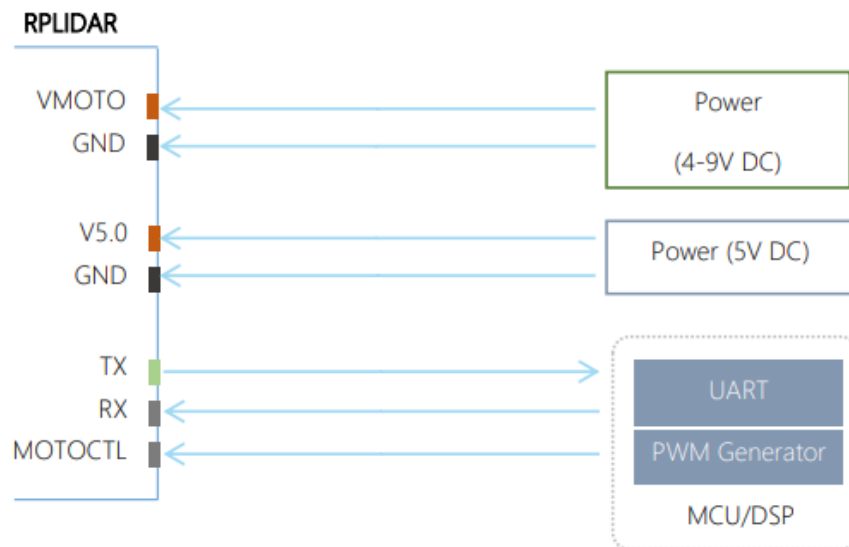 RPLIDAR
VMOTO
GND
Power
(4-9V DC)
V5.0
GND
Power (5V DC)
TX
RX
MOTOCTL
UART
PWM Generator
MCU/DSP